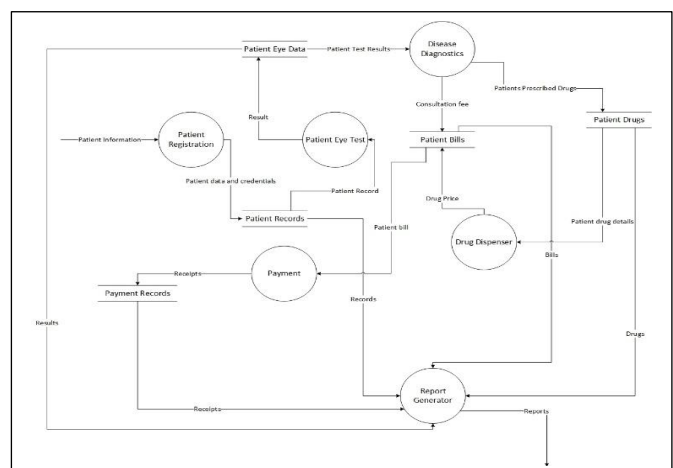 Disease
Diagnostics
Patient Eye Data
Patient Test Results
Patients Prescribed Drugs
Consultation fee
Patient Drugs
Result
Patient Information
Patient
Registration
Patient Eye Test
Patient Bills
Patient data and credentials
Patient Record
Drug Price
Patient Records
Patient bill
Patient drug details
Drug Dispenser
Bills
Receipts
Payment
Payment Records
Records
Results
Drugs
Report
Generator
Receipts
Reports